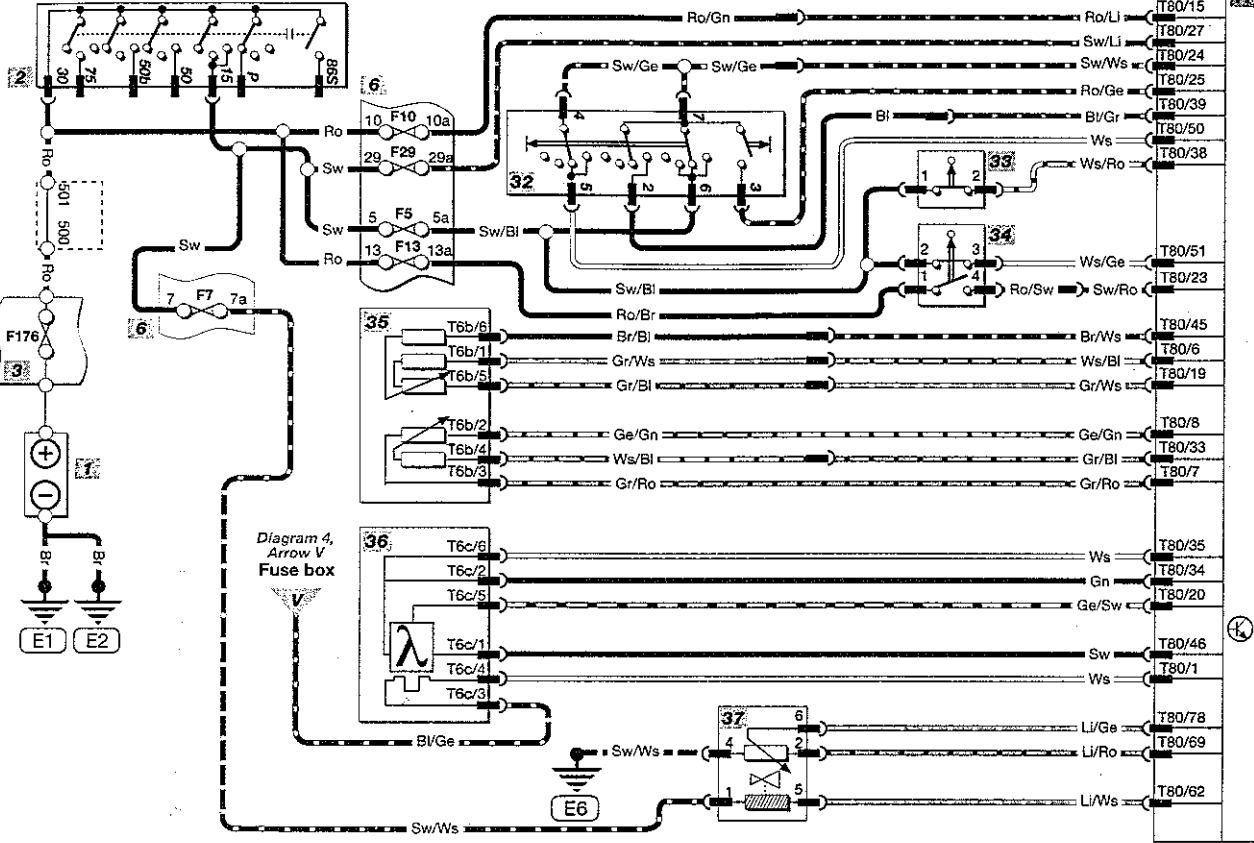 T80/15
Ro/Gn
Ro/Li
T80/27
Sw/Li
T80/24
Sw/Ge
Sw/Ge
Sw/Ws
T80/25
Ro/Ge
T80/39
Bl
Bl/Gr
T80/50
Ws
T80/38
Ws/Ro
2
30
75
50b
50
15
P
86S
6
Ro
10
F10
10a
Sw
29
F29
29a
Sw
5
F5
5a
Sw/Bl
Ro
13
F13
13a
4
7
32
5
2
6
3
33
1
2
34
2
3
1
4
Ws/Ge
T80/51
T80/23
Ro/Sw
Sw/Ro
Sw/Bl
Ro/Br
Ro
501
500
Ro
Sw
7
F7
7a
6
F176
3
1
+
−
Br
Br
E1
E2
35
T6b/6
Br/Bl
Br/Ws
T80/45
T6b/1
Gr/Ws
Ws/Bl
T80/6
T6b/5
Gr/Bl
Gr/Ws
T80/19
T6b/2
Ge/Gn
Ge/Gn
T80/8
T6b/4
Ws/Bl
Gr/Bl
T80/33
T6b/3
Gr/Ro
Gr/Ro
T80/7
Diagram 4,
Arrow V
Fuse box
V
36
T6c/6
Ws
T80/35
T6c/2
Gn
T80/34
T6c/5
Ge/Sw
T80/20
λ
T6c/1
Sw
T80/46
T6c/4
Ws
T80/1
T6c/3
Bl/Ge
37
6
Li/Ge
T80/78
Sw/Ws
4
2
Li/Ro
T80/69
E6
1
5
Li/Ws
T80/62
Sw/Ws